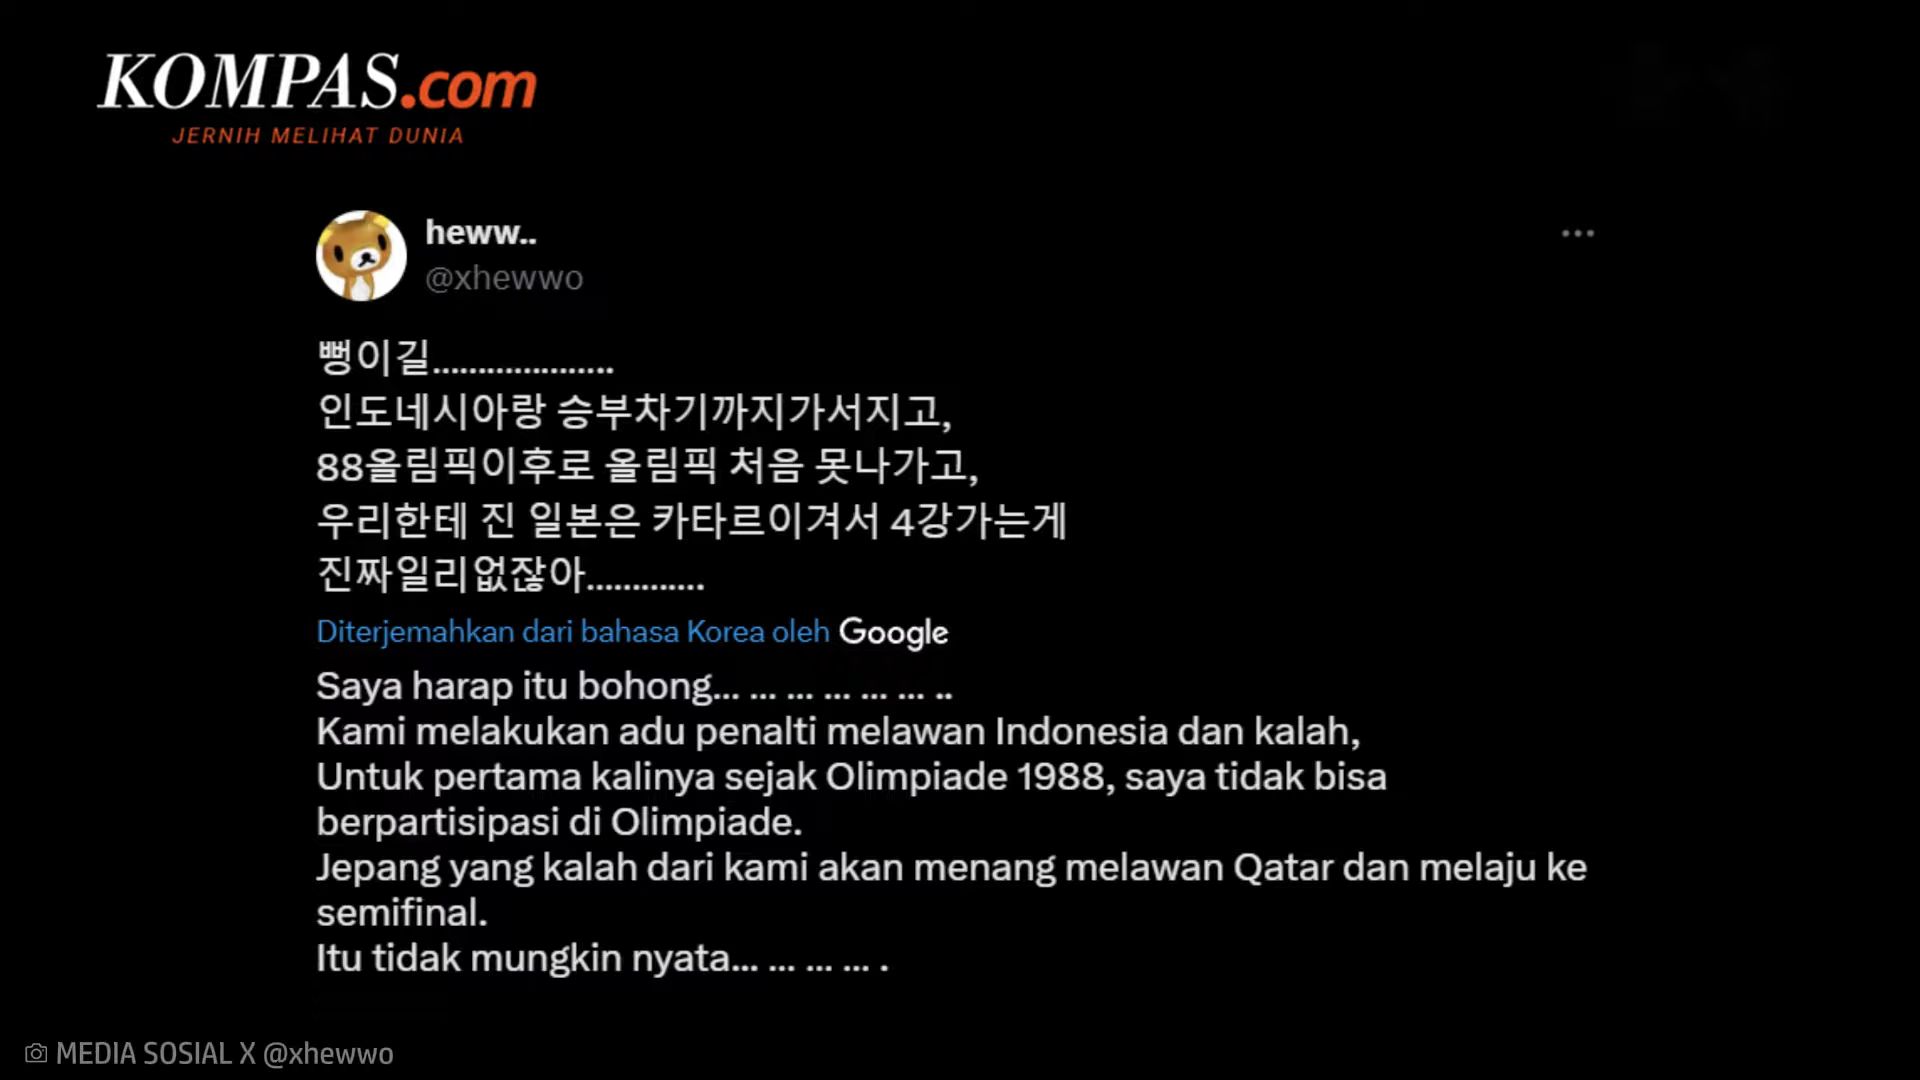 KOMPAS.com
JERNIH MELIHAT DUNIA
heww..
@xhewwo
뻥이길....................
인도네시아랑 승부차기까지가서지고,
88올림픽이후로 올림픽 처음 못나가고,
우리한테 진 일본은 카타르이겨서 4강가는게
진짜일리없잖아.............
Diterjemahkan dari bahasa Korea oleh Google
Saya harap itu bohong... ... ... ... ... ... ..
Kami melakukan adu penalti melawan Indonesia dan kalah,
Untuk pertama kalinya sejak Olimpiade 1988, saya tidak bisa
berpartisipasi di Olimpiade.
Jepang yang kalah dari kami akan menang melawan Qatar dan melaju ke
semifinal.
Itu tidak mungkin nyata... ... ... ... .
MEDIA SOSIAL X @xhewwo